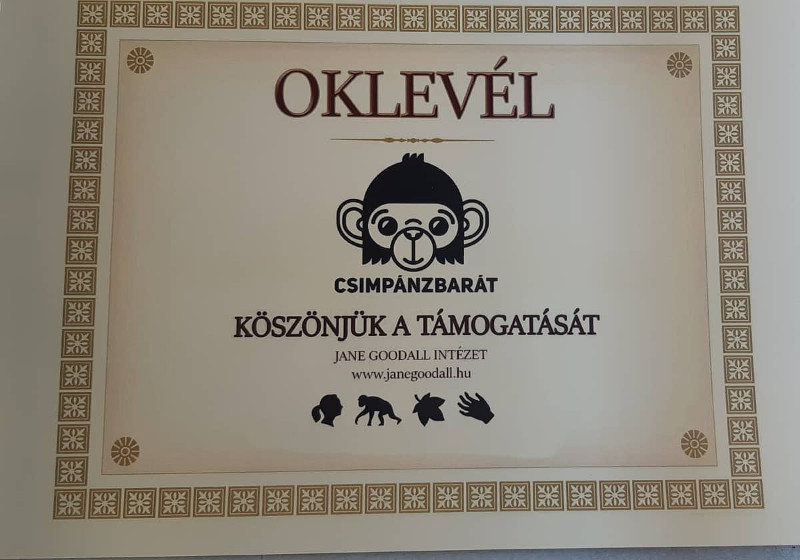 OKLEVÉL
CSIMPÁNZBARÁT
KÖSZÖNJÜK A TÁMOGATÁSÁT
JANE GOODALL INTÉZET
www.janegoodall.hu